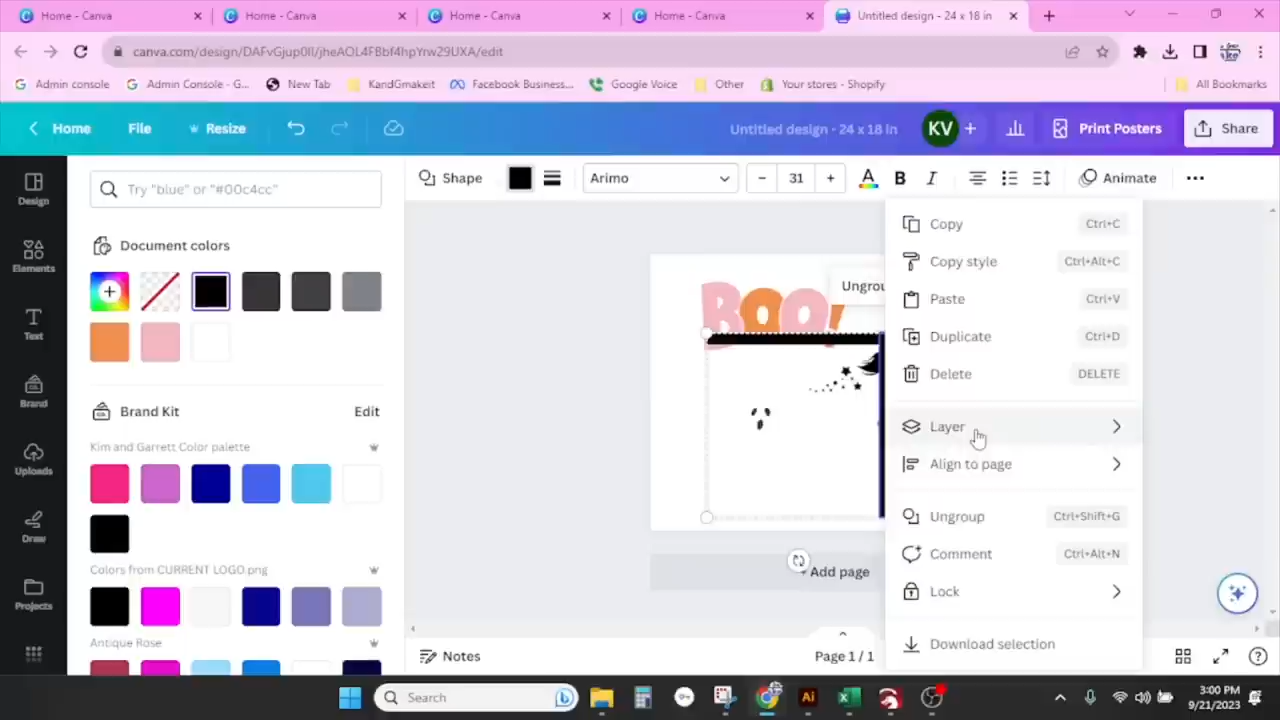 Home - Canva
Home - Canva
Home - Canva
Home - Canva
Untitled design - 24 x 18 in
canva.com/design/DAFvGjup0II/jheAOL4FBbf4hpYrw29UXA/edit
Admin console
Admin Console - G...
New Tab
KandGmakeit
Facebook Business...
Google Voice
Other
Your stores - Shopify
All Bookmarks
Home
File
Resize
Untitled design - 24 x 18 in
KV
Print Posters
Share
Shape
Arimo
31
A
B
I
Animate
Design
Elements
Text
Brand
Uploads
Draw
Projects
Try "blue" or "#00c4cc"
Document colors
Brand Kit
Edit
Kim and Garrett Color palette
Colors from CURRENT LOGO.png
Antique Rose
BOO!
Ungrou
Copy
Ctrl+C
Copy style
Ctrl+Alt+C
Paste
Ctrl+V
Duplicate
Ctrl+D
Delete
DELETE
Layer
Align to page
Ungroup
Ctrl+Shift+G
Comment
Ctrl+Alt+N
Lock
Download selection
+ Add page
Notes
Page 1 / 1
Search
Ai
3:00 PM
9/21/2023